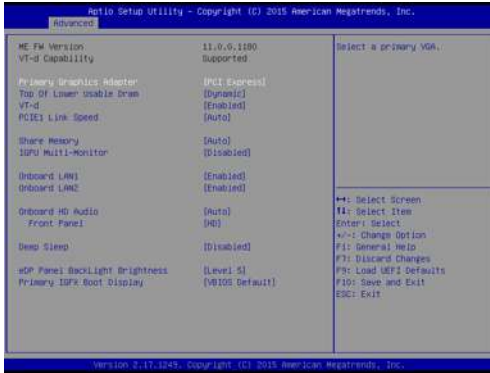 Aptio Setup Utility - Copyright (C) 2015 American Megatrends, Inc.
Advanced
ME FW Version 11.0.0.1180
VT-d Capability Supported
Primary Graphics Adapter [PCI Express]
Top Of Lower Usable Dram [Dynamic]
VT-d [Enabled]
PCIE1 Link Speed [Auto]
Share Memory [Auto]
IGPU Multi-Monitor [Disabled]
Onboard LAN1 [Enabled]
Onboard LAN2 [Enabled]
Onboard HD Audio [Auto]
Front Panel [HD]
Deep Sleep [Disabled]
eDP Panel BackLight Brightness [Level 5]
Primary IGFX Boot Display [VBIOS Default]
Select a primary VGA.
↔: Select Screen
↑↓: Select Item
Enter: Select
+/-: Change Option
F1: General Help
F7: Discard Changes
F9: Load UEFI Defaults
F10: Save and Exit
ESC: Exit
Version 2.17.1249. Copyright (C) 2015 American Megatrends, Inc.